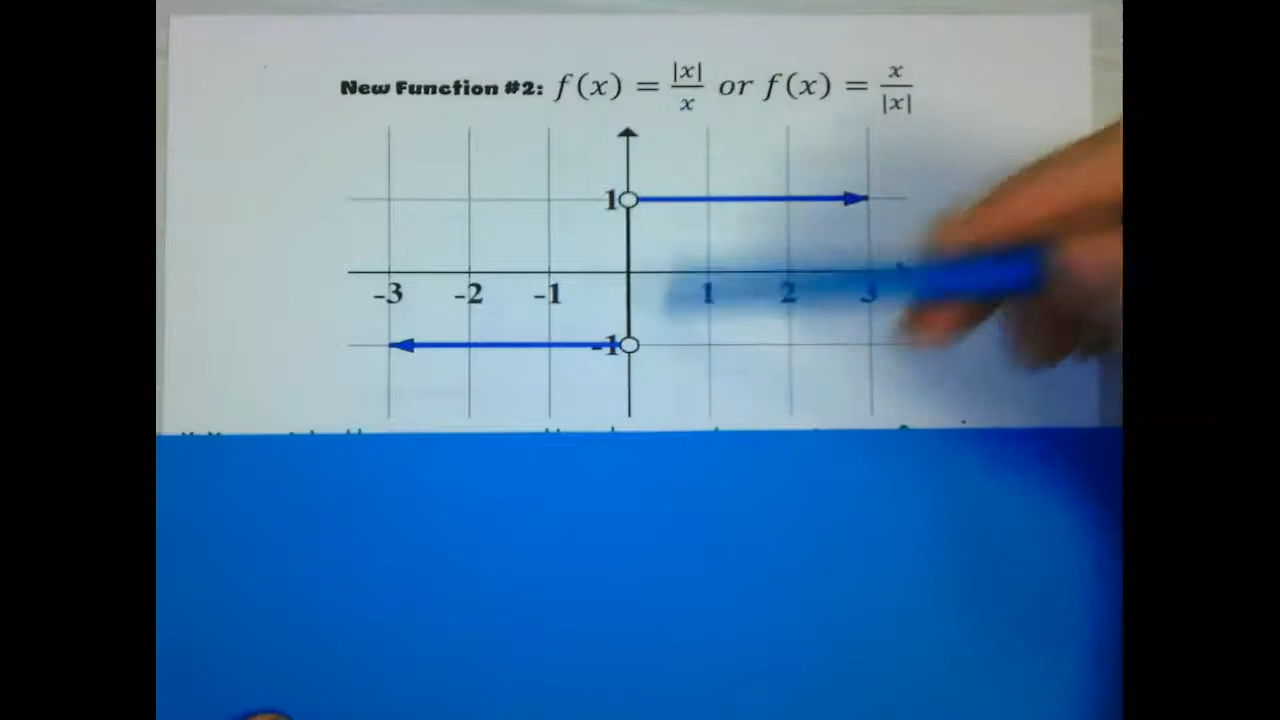 New Function #2: f(x) = |x|/x or f(x) = x/|x|
1
-3 -2 -1 1 2 3
-1